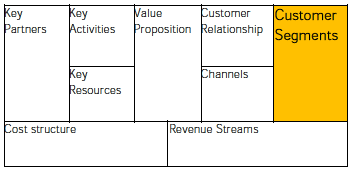 Key
Partners
Key
Activities
Key
Resources
Value
Proposition
Customer
Relationship
Channels
Customer
Segments
Cost structure
Revenue Streams